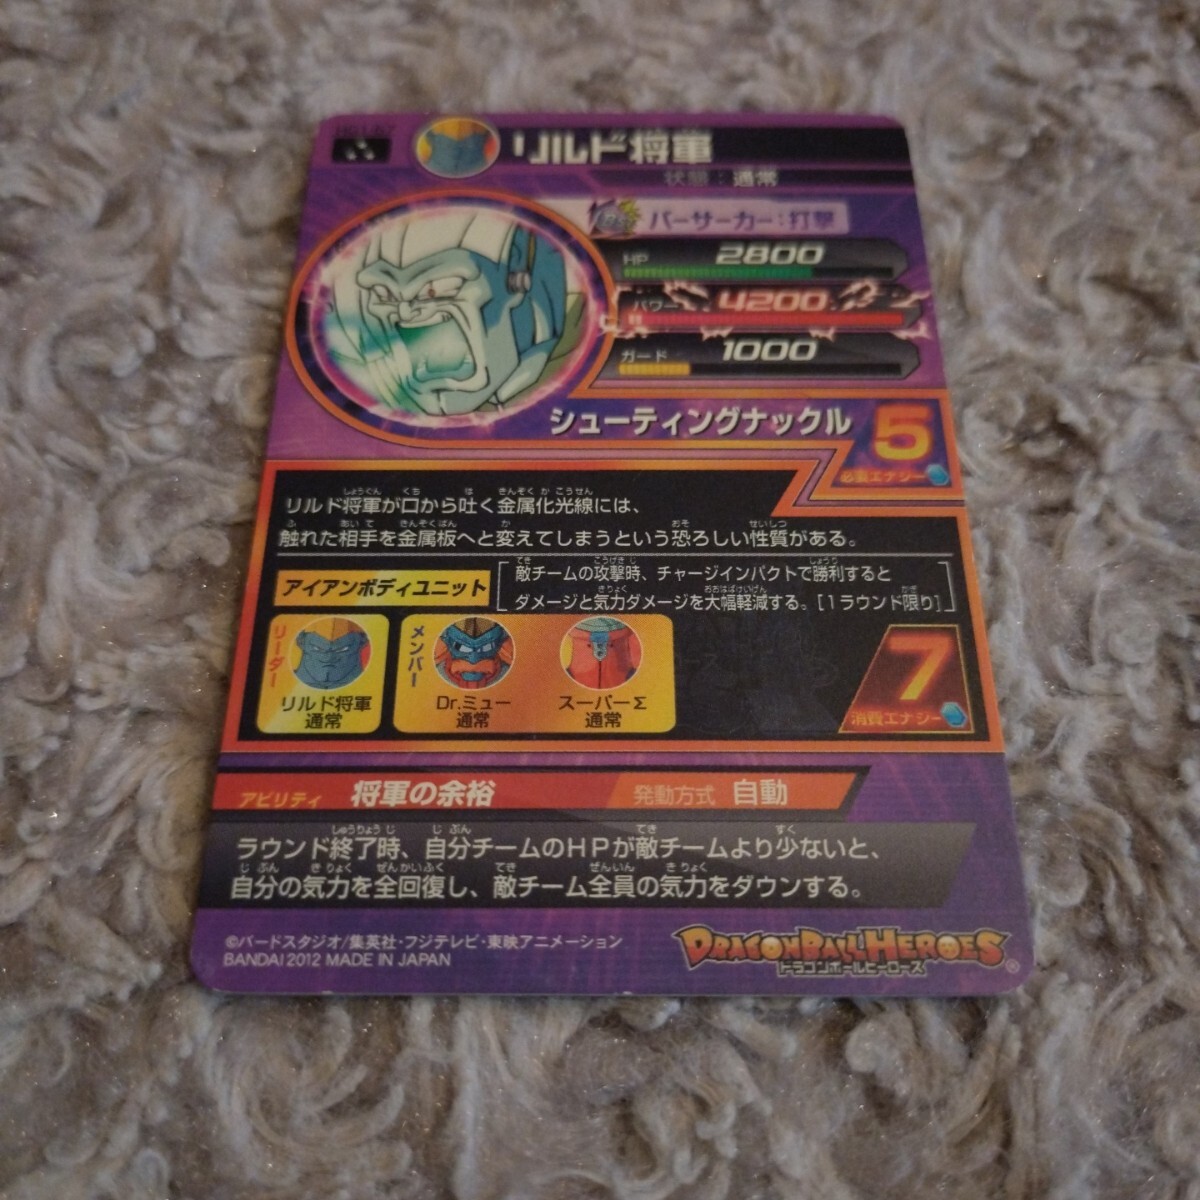 リルド将軍
状態：通常
バーサーカー：打撃
HP 2800
パワー 4200
ガード 1000
シューティングナックル 5
必要エナジー
リルド将軍が口から吐く金属化光線には、
触れた相手を金属板へと変えてしまうという恐ろしい性質がある。
アイアンボディユニット
敵チームの攻撃時、チャージインパクトで勝利すると
ダメージと気力ダメージを大幅軽減する。[1ラウンド限り]
リーダー
リルド将軍
通常
メンバー
Dr.ミュー
通常
スーパーΣ
通常
7
消費エナジー
アビリティ 将軍の余裕 発動方式 自動
ラウンド終了時、自分チームのHPが敵チームより少ないと、
自分の気力を全回復し、敵チーム全員の気力をダウンする。
©バードスタジオ/集英社・フジテレビ・東映アニメーション
BANDAI 2012 MADE IN JAPAN
DRAGONBALL HEROES
ドラゴンボールヒーローズ